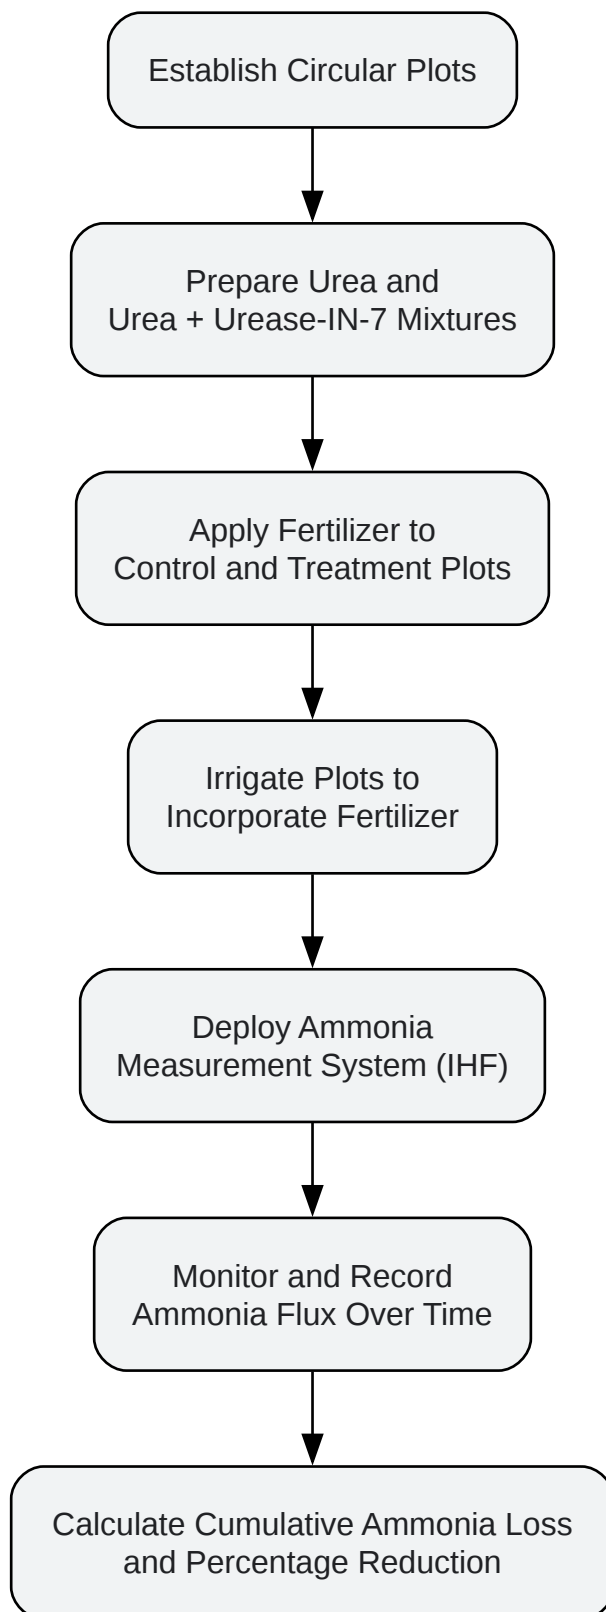 Establish Circular Plots
Prepare Urea and
Urea + Urease-IN-7 Mixtures
Apply Fertilizer to
Control and Treatment Plots
Irrigate Plots to
Incorporate Fertilizer
Deploy Ammonia
Measurement System (IHF)
Monitor and Record
Ammonia Flux Over Time
Calculate Cumulative Ammonia Loss
and Percentage Reduction